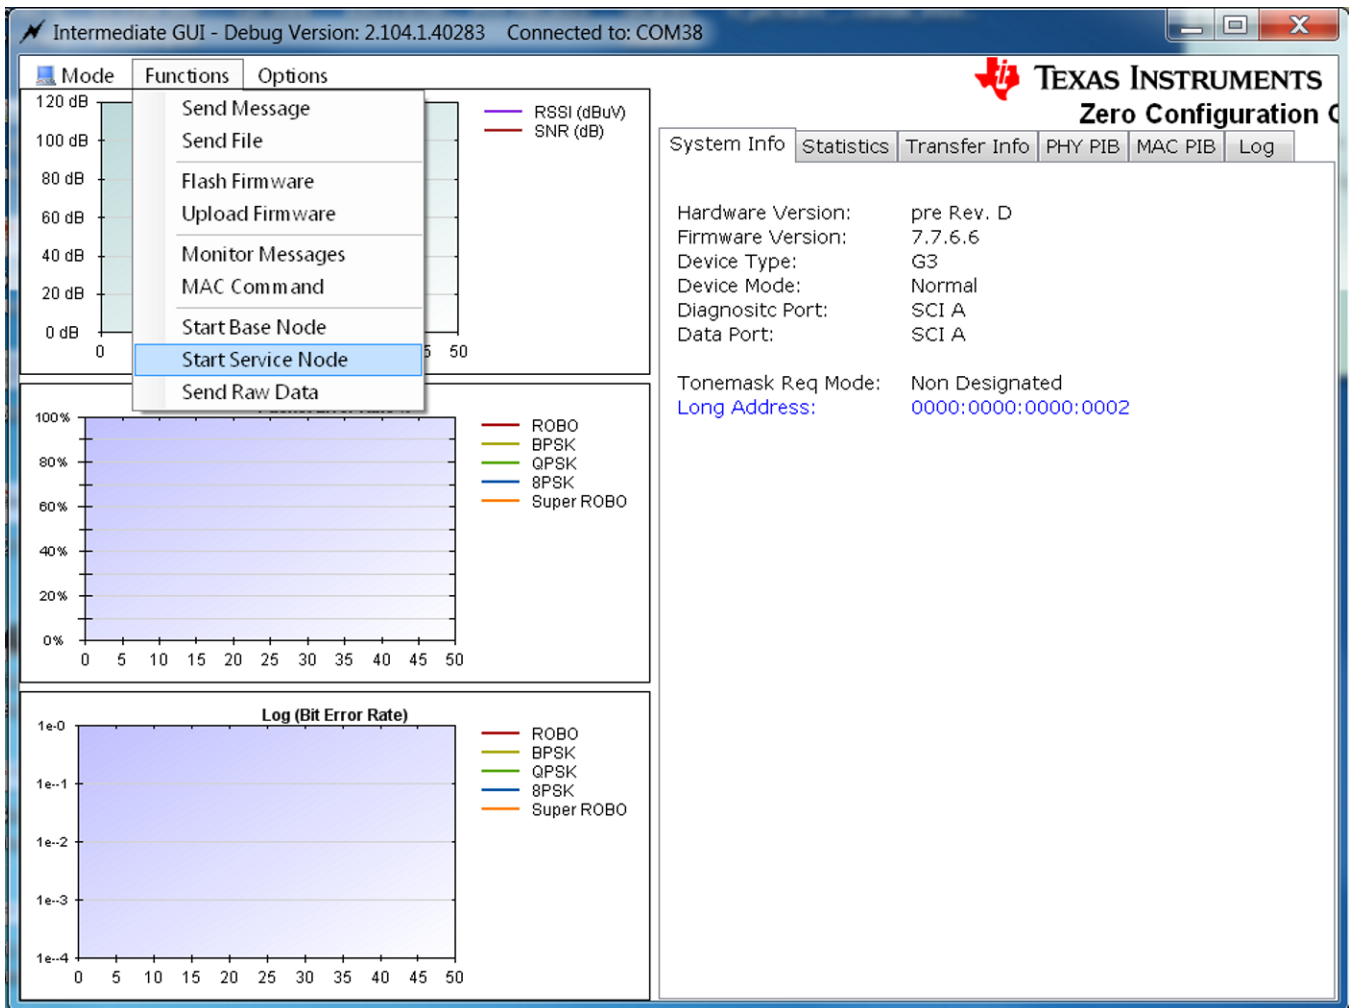 Intermediate GUI - Debug Version: 2.104.1.40283 Connected to: COM38
Mode Functions Options
TEXAS INSTRUMENTS
Zero Configuration
Send Message
Send File
Flash Firmware
Upload Firmware
Monitor Messages
MAC Command
Start Base Node
Start Service Node
Send Raw Data
120 dB
100 dB
80 dB
60 dB
40 dB
20 dB
0 dB
0 50
RSSI (dBuV)
SNR (dB)
100%
80%
60%
40%
20%
0%
0 5 10 15 20 25 30 35 40 45 50
ROBO
BPSK
QPSK
8PSK
Super ROBO
Log (Bit Error Rate)
1e-0
1e--1
1e--2
1e--3
1e--4
0 5 10 15 20 25 30 35 40 45 50
ROBO
BPSK
QPSK
8PSK
Super ROBO
System Info Statistics Transfer Info PHY PIB MAC PIB Log
Hardware Version: pre Rev. D
Firmware Version: 7.7.6.6
Device Type: G3
Device Mode: Normal
Diagnositc Port: SCI A
Data Port: SCI A
Tonemask Req Mode: Non Designated
Long Address: 0000:0000:0000:0002